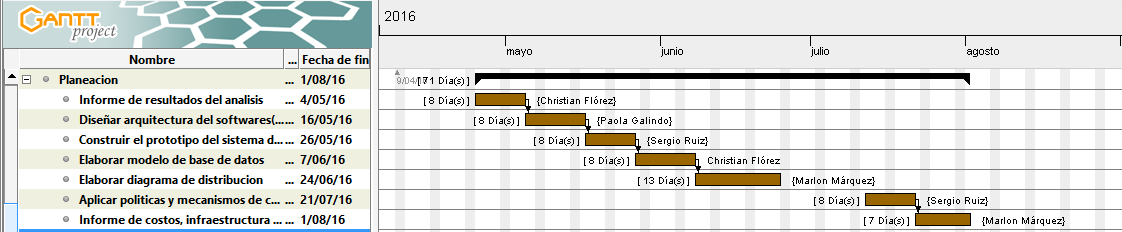 GANTT
project
2016
mayo junio julio agosto
Nombre ... Fecha de fin
Planeacion ... 1/08/16 9/04/ [ 71 Día(s) ]
Informe de resultados del analisis ... 4/05/16 [ 8 Día(s) ] {Christian Flórez}
Diseñar arquitectura del softwares(... ... 16/05/16 [ 8 Día(s) ] {Paola Galindo}
Construir el prototipo del sistema d... ... 26/05/16 [ 8 Día(s) ] {Sergio Ruiz}
Elaborar modelo de base de datos ... 7/06/16 [ 8 Día(s) ] Christian Flórez
Elaborar diagrama de distribucion ... 24/06/16 [ 13 Día(s) ] {Marlon Márquez}
Aplicar politicas y mecanismos de c... ... 21/07/16 [ 8 Día(s) ] {Sergio Ruiz}
Informe de costos, infraestructura ... ... 1/08/16 [ 7 Día(s) ] {Marlon Márquez}